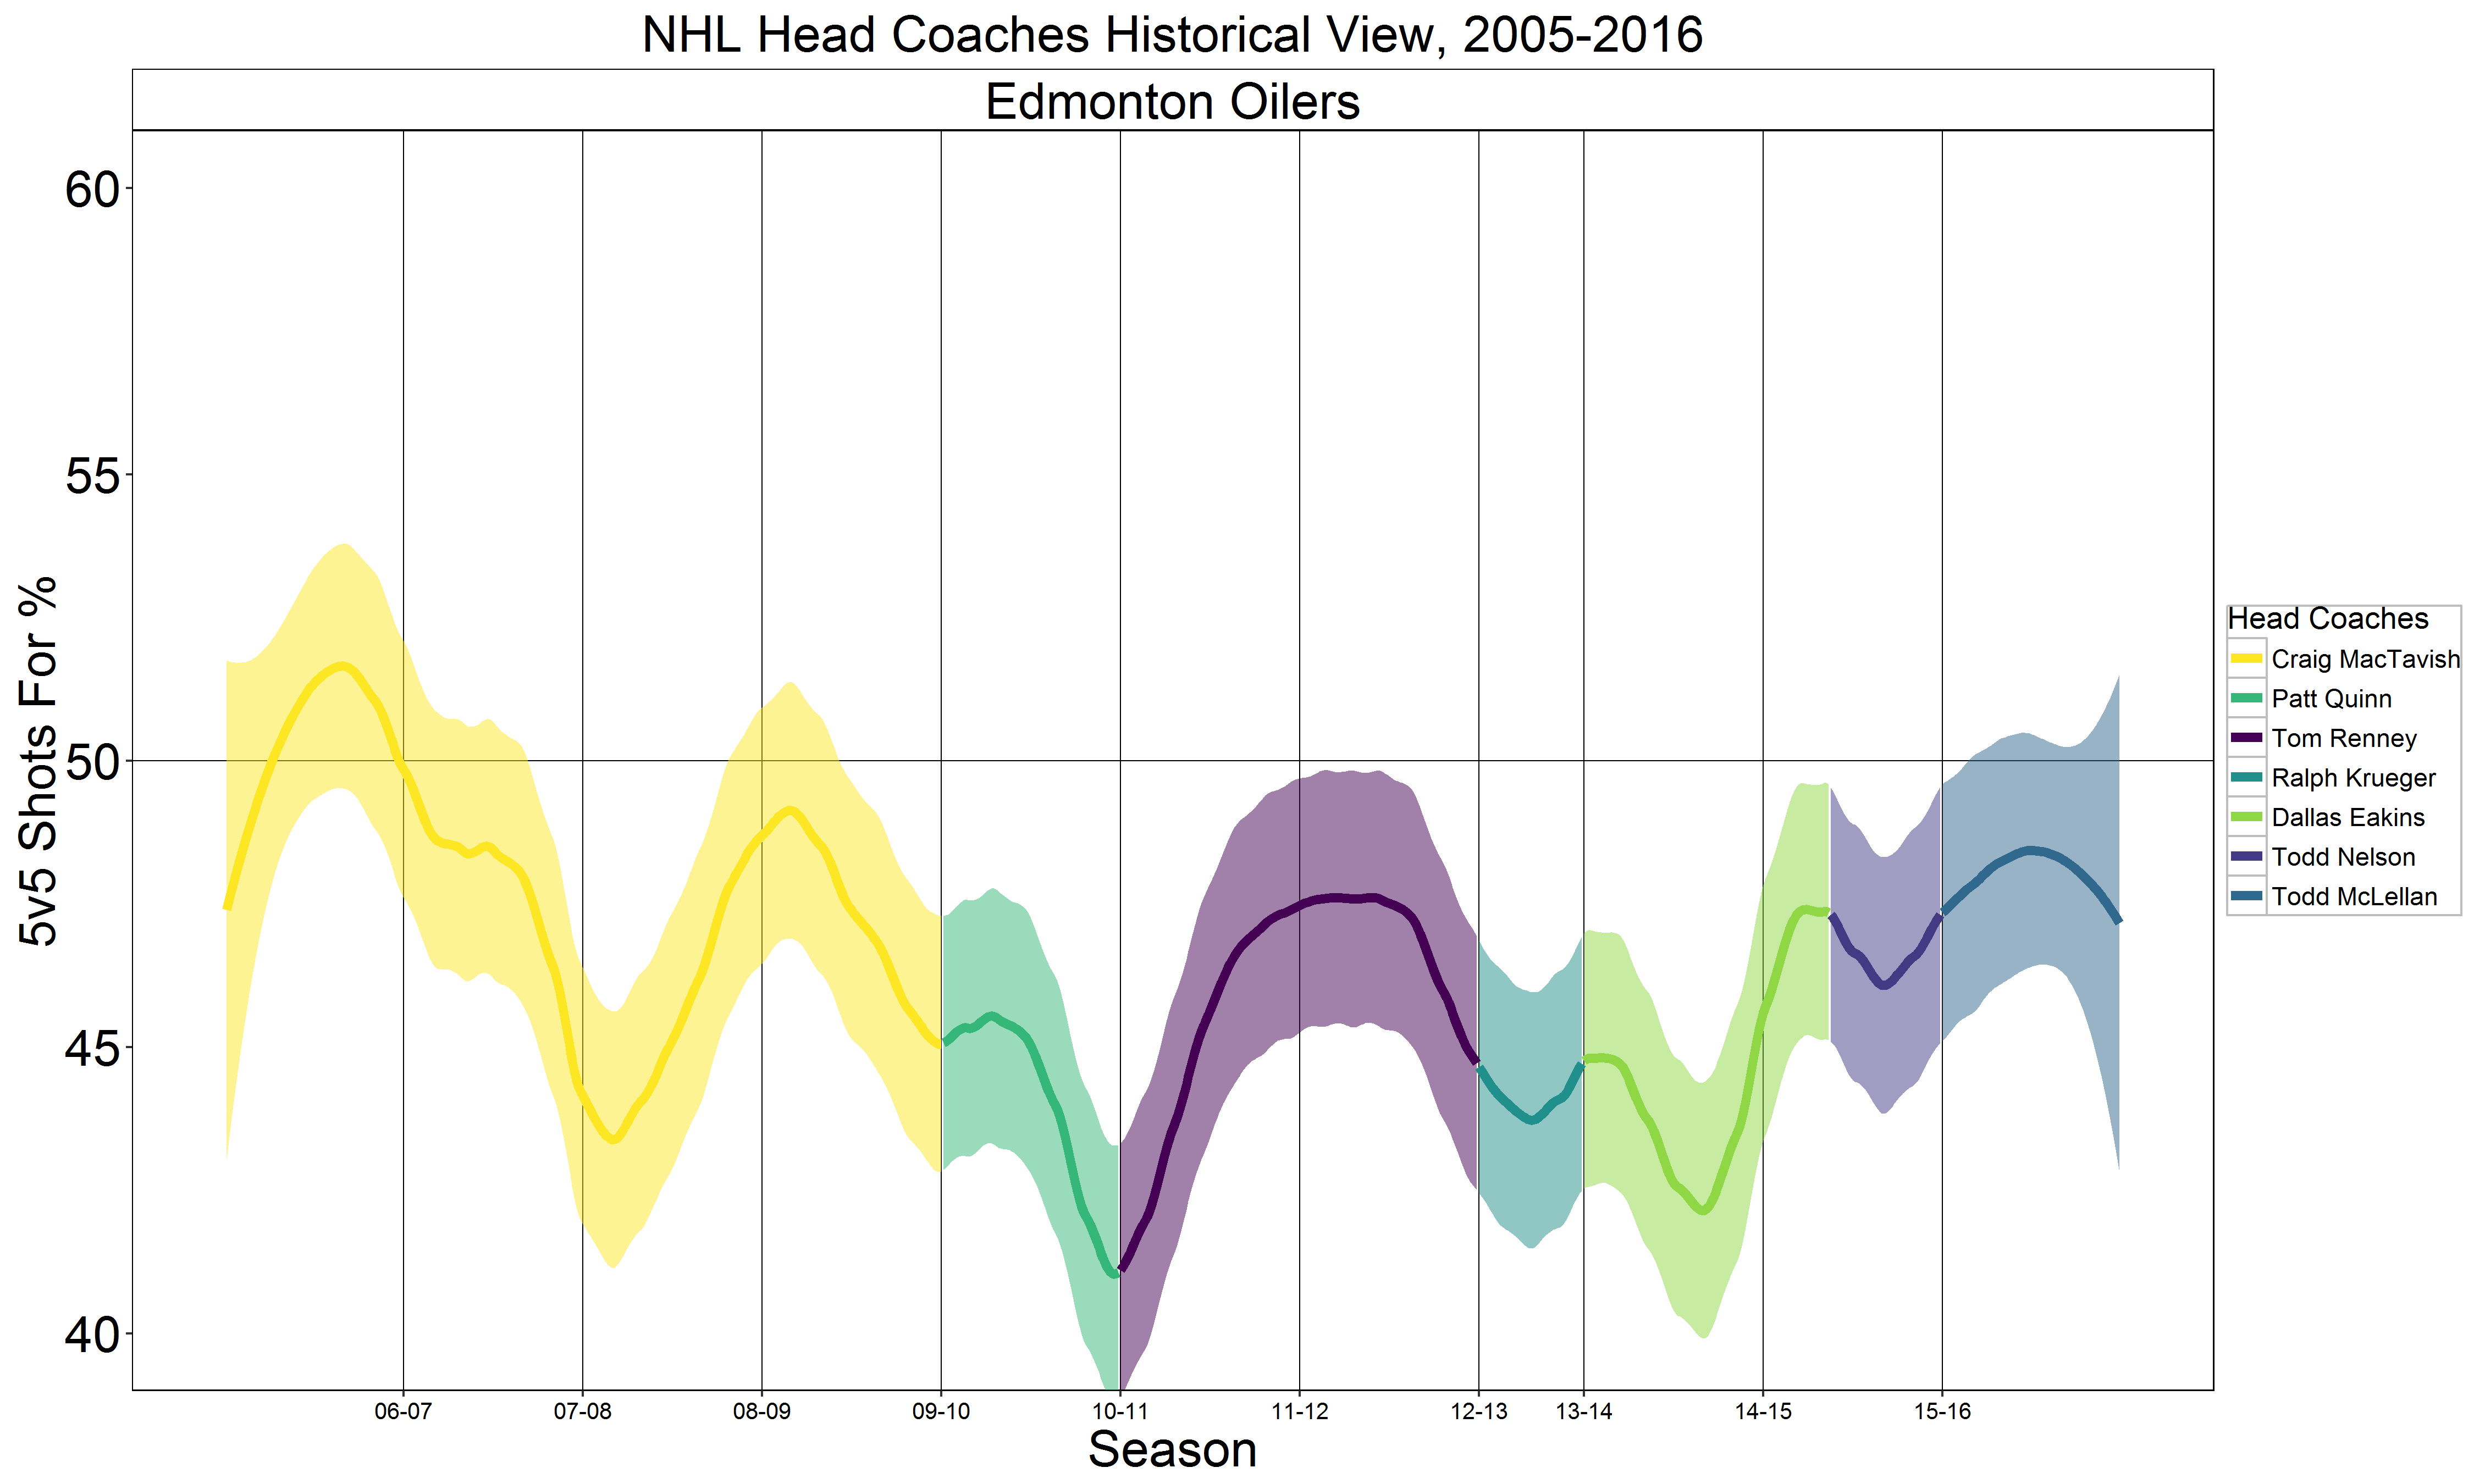 NHL Head Coaches Historical View, 2005-2016
Edmonton Oilers
60
55
50
45
40
5v5 Shots For %
06-07
07-08
08-09
09-10
10-11
11-12
12-13
13-14
14-15
15-16
Season
Head Coaches
Craig MacTavish
Patt Quinn
Tom Renney
Ralph Krueger
Dallas Eakins
Todd Nelson
Todd McLellan